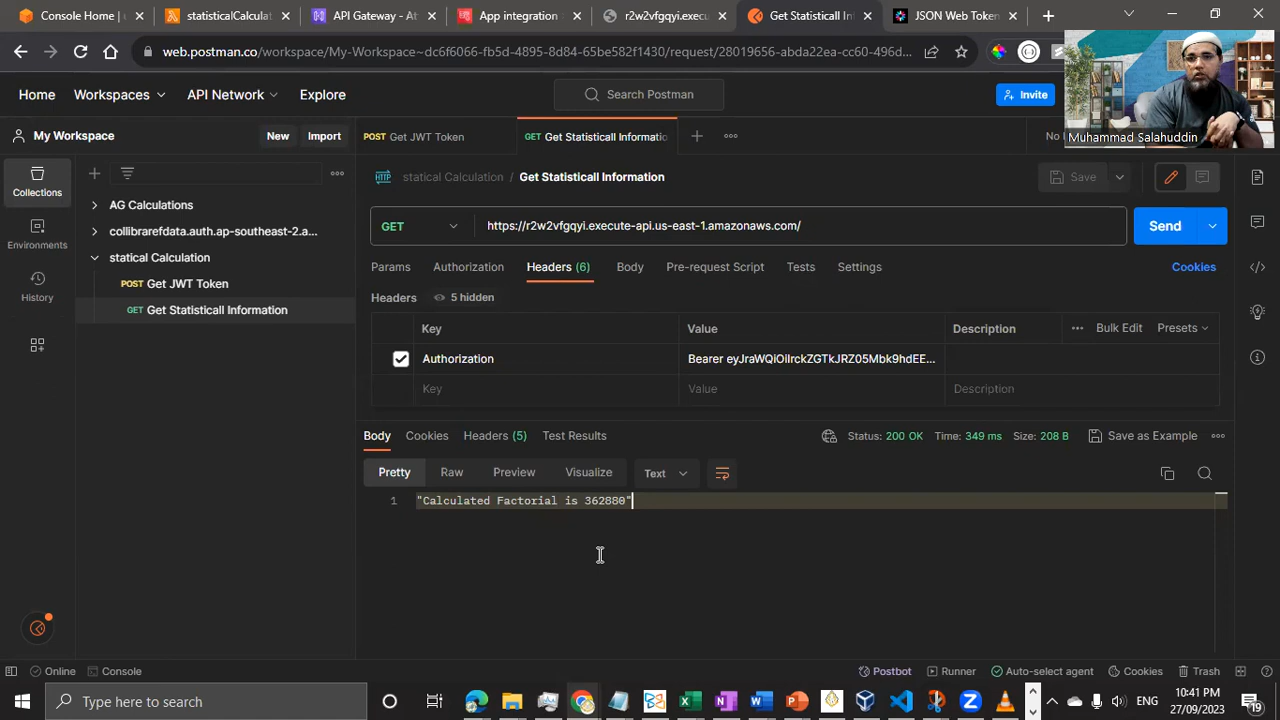 Console Home |
statisticalCalculat
API Gateway - At
App integration
r2w2vfgqyi.execu
Get Statisticall In
JSON Web Token
web.postman.co/workspace/My-Workspace~dc6f6066-fb3d-4895-8d84-65be582f1430/request/28019656-abda22ea-cc60-496d...
Home
Workspaces
API Network
Explore
Search Postman
Invite
Muhammad Salahuddin
My Workspace
New
Import
POST Get JWT Token
GET Get Statisticall Informatio
Collections
Environments
History
AG Calculations
collibrarefdata.auth.ap-southeast-2.a...
statical Calculation
POST Get JWT Token
GET Get Statisticall Information
HTTP
statical Calculation / Get Statisticall Information
Save
GET
https://r2w2vfgqyi.execute-api.us-east-1.amazonaws.com/
Send
Params
Authorization
Headers (6)
Body
Pre-request Script
Tests
Settings
Cookies
Headers
5 hidden
Key
Value
Description
Bulk Edit
Presets
Authorization
Bearer eyJraWQiOiIrckZGTkJRZ05Mbk9hdEE...
Key
Value
Description
Body
Cookies
Headers (5)
Test Results
Status: 200 OK
Time: 349 ms
Size: 208 B
Save as Example
Pretty
Raw
Preview
Visualize
Text
1
"Calculated Factorial is 362880"
Online
Console
Postbot
Runner
Auto-select agent
Cookies
Trash
Type here to search
ENG
10:41 PM
27/09/2023
19